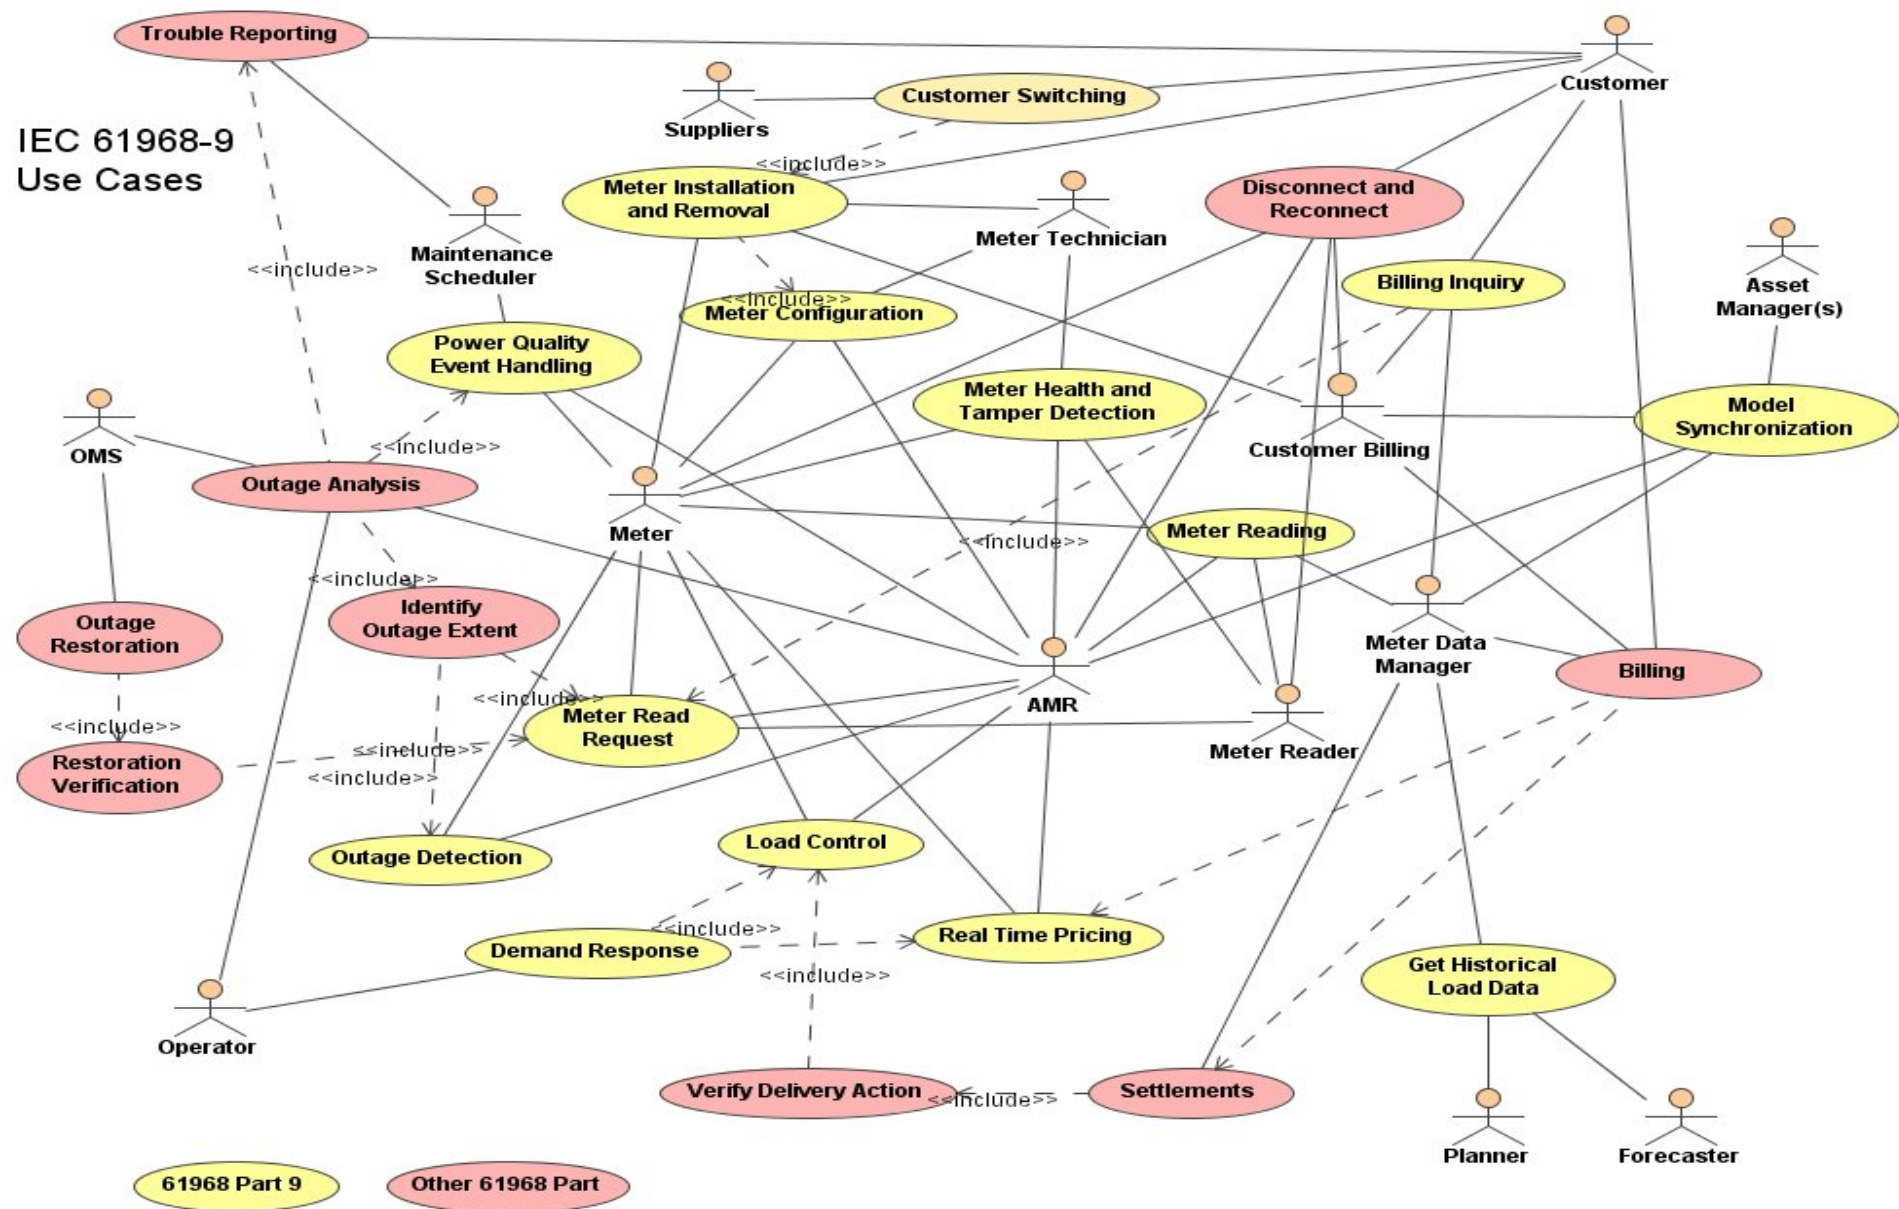 Trouble Reporting
Customer
Suppliers
Customer Switching
IEC 61968-9
Use Cases
<<include>>
Meter Installation
and Removal
Meter Technician
Disconnect and
Reconnect
Maintenance
Scheduler
<<include>>
<<include>>
Meter Configuration
Billing Inquiry
Asset
Manager(s)
Power Quality
Event Handling
Meter Health and
Tamper Detection
Customer Billing
Model
Synchronization
OMS
<<include>>
Outage Analysis
Meter
<<include>>
Meter Reading
<<include>>
Identify
Outage Extent
Outage
Restoration
Meter Data
Manager
Billing
<<include>>
AMR
<<include>>
Meter Read
Request
Meter Reader
<<include>>
Restoration
Verification
<<include>>
Outage Detection
Load Control
<<include>>
Demand Response
Real Time Pricing
<<include>>
Get Historical
Load Data
Operator
Verify Delivery Action
<<include>>
Settlements
Planner
Forecaster
61968 Part 9
Other 61968 Part